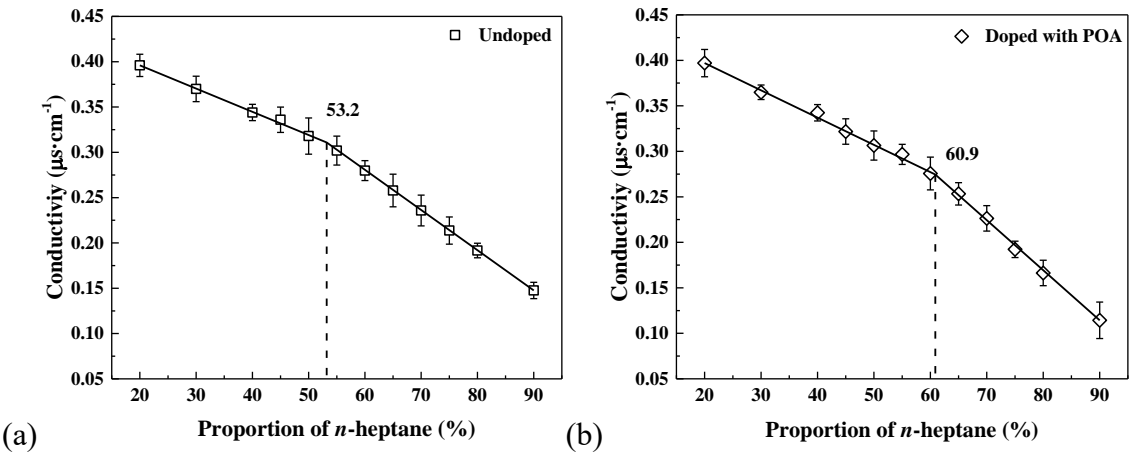 0.45
0.40
0.35
0.30
0.25
0.20
0.15
0.10
0.05
Conductiviy (μs·cm-1)
Undoped
53.2
20 30 40 50 60 70 80 90
Proportion of n-heptane (%)
(a)
0.45
0.40
0.35
0.30
0.25
0.20
0.15
0.10
0.05
Conductiviy (μs·cm-1)
Doped with POA
60.9
20 30 40 50 60 70 80 90
Proportion of n-heptane (%)
(b)